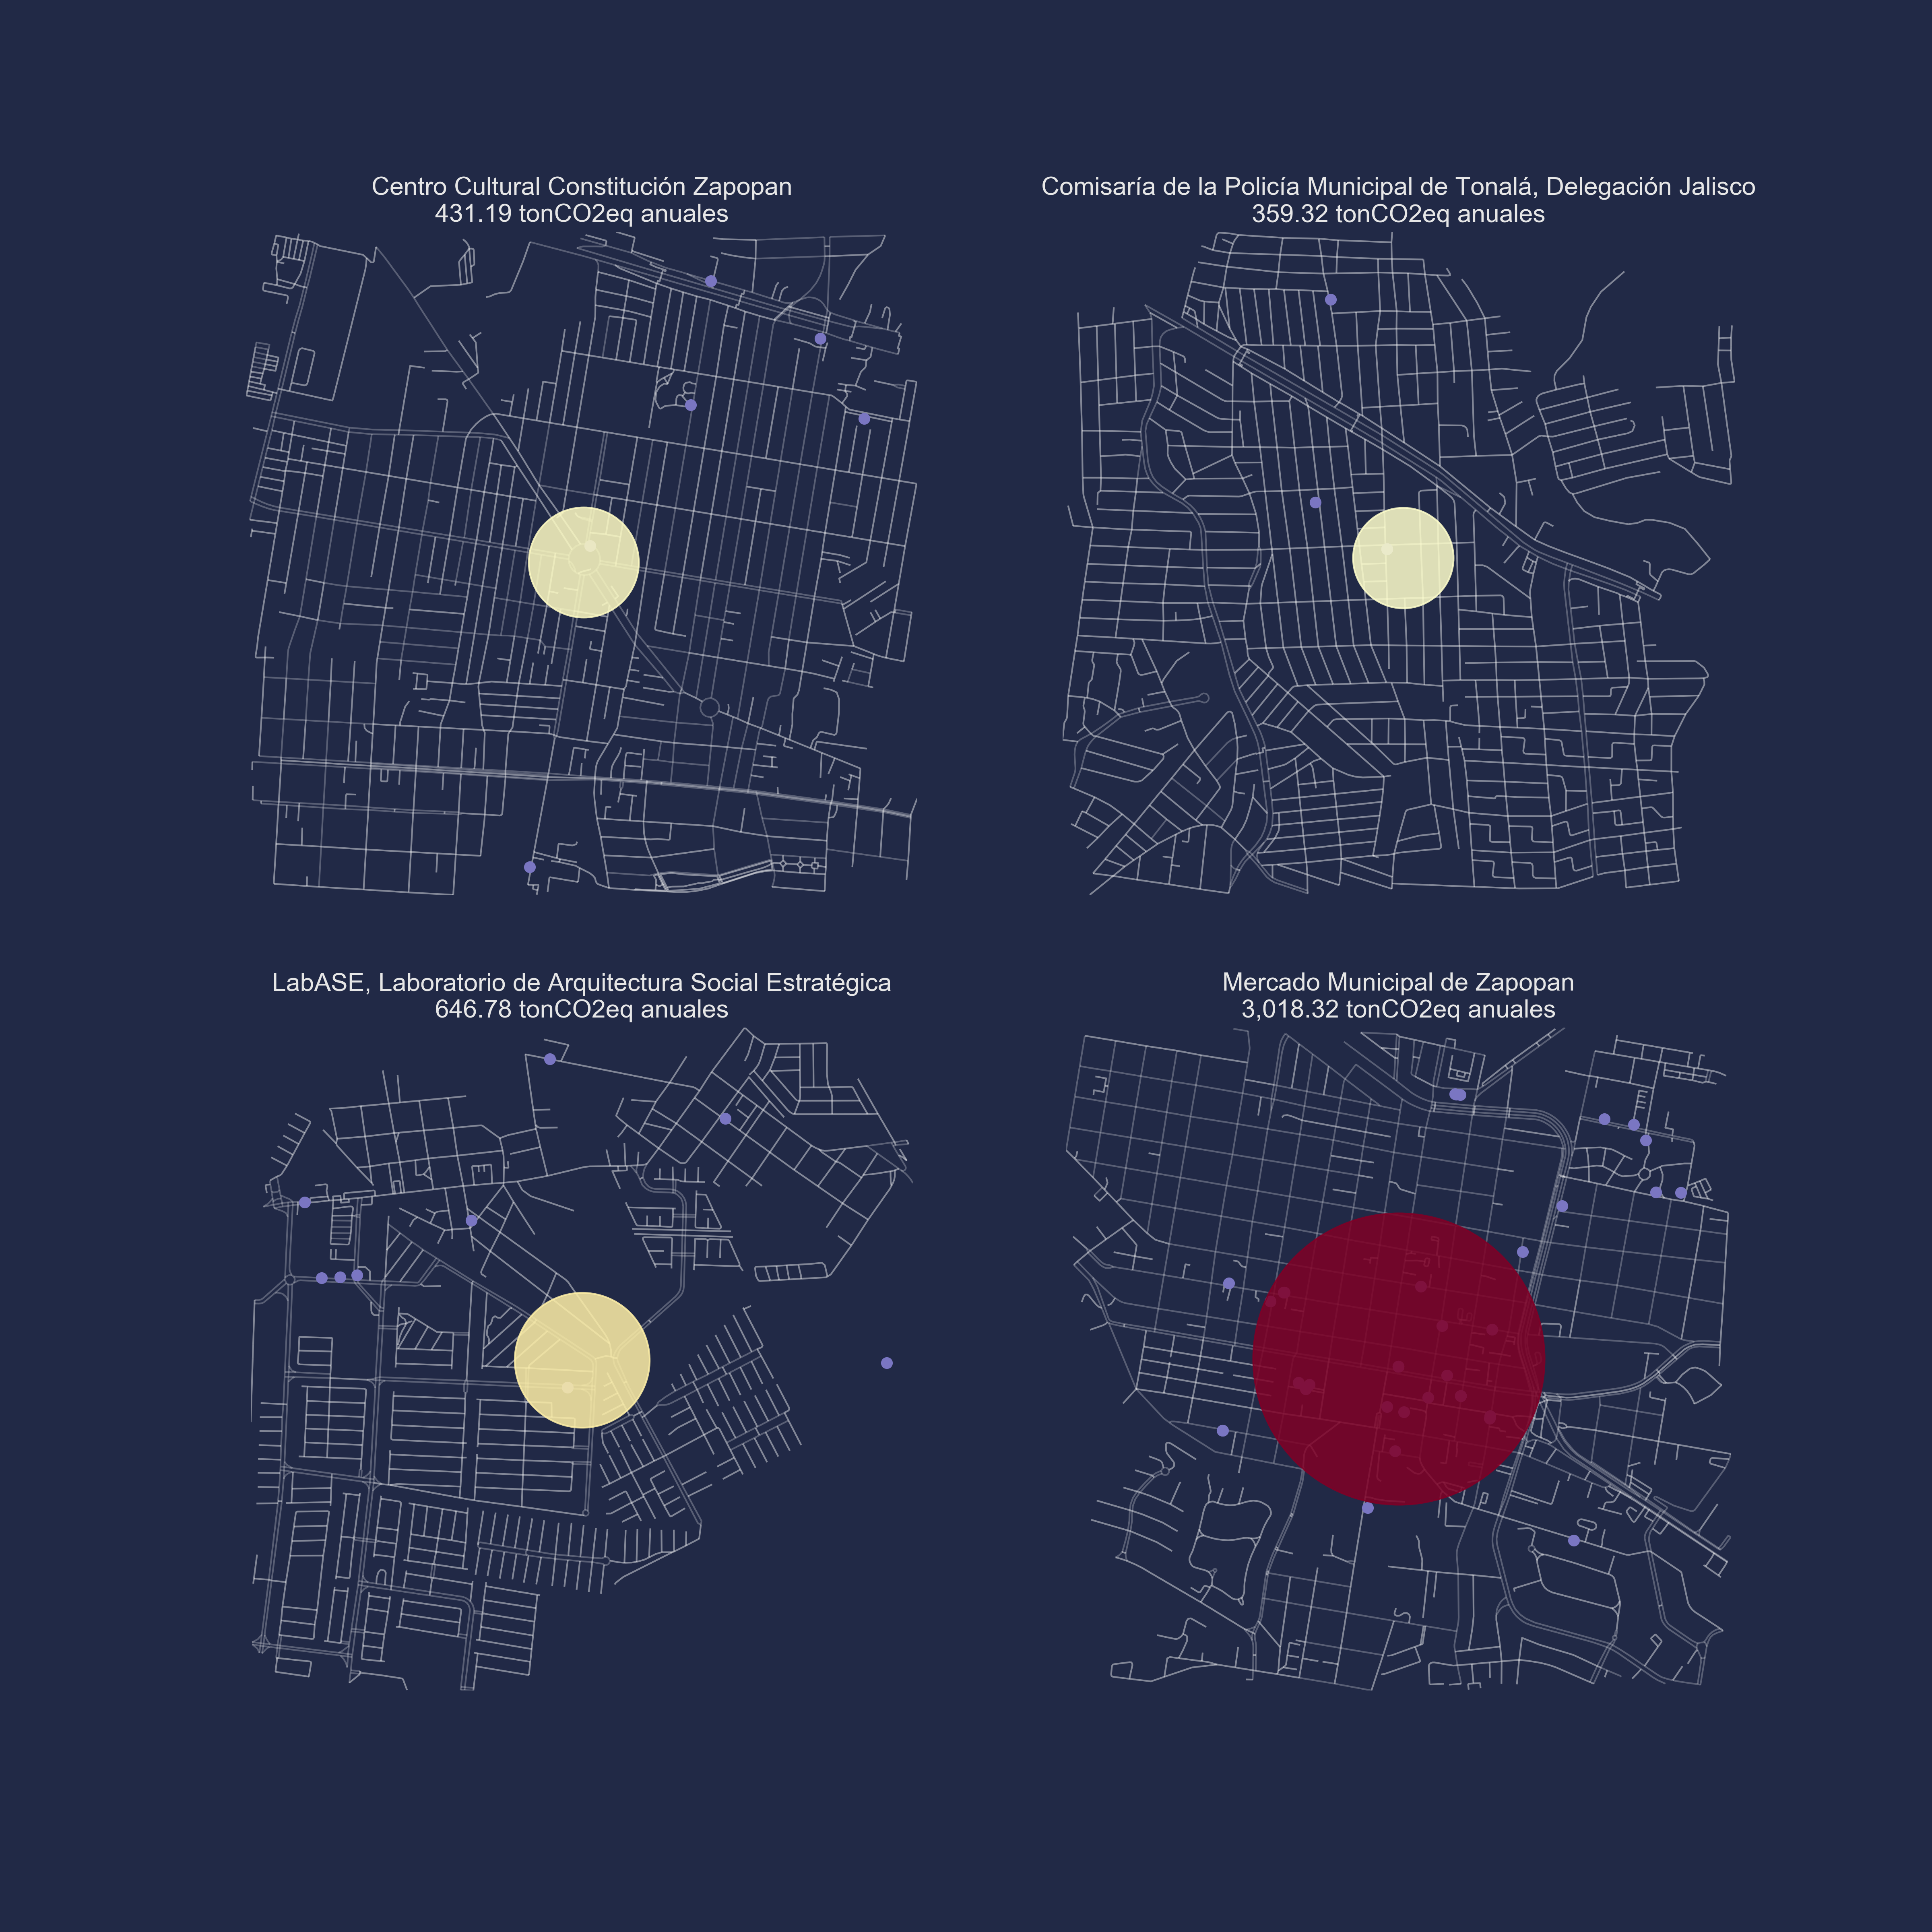 Centro Cultural Constitución Zapopan
431.19 tonCO2eq anuales
Comisaría de la Policía Municipal de Tonalá, Delegación Jalisco
359.32 tonCO2eq anuales
LabASE, Laboratorio de Arquitectura Social Estratégica
646.78 tonCO2eq anuales
Mercado Municipal de Zapopan
3,018.32 tonCO2eq anuales